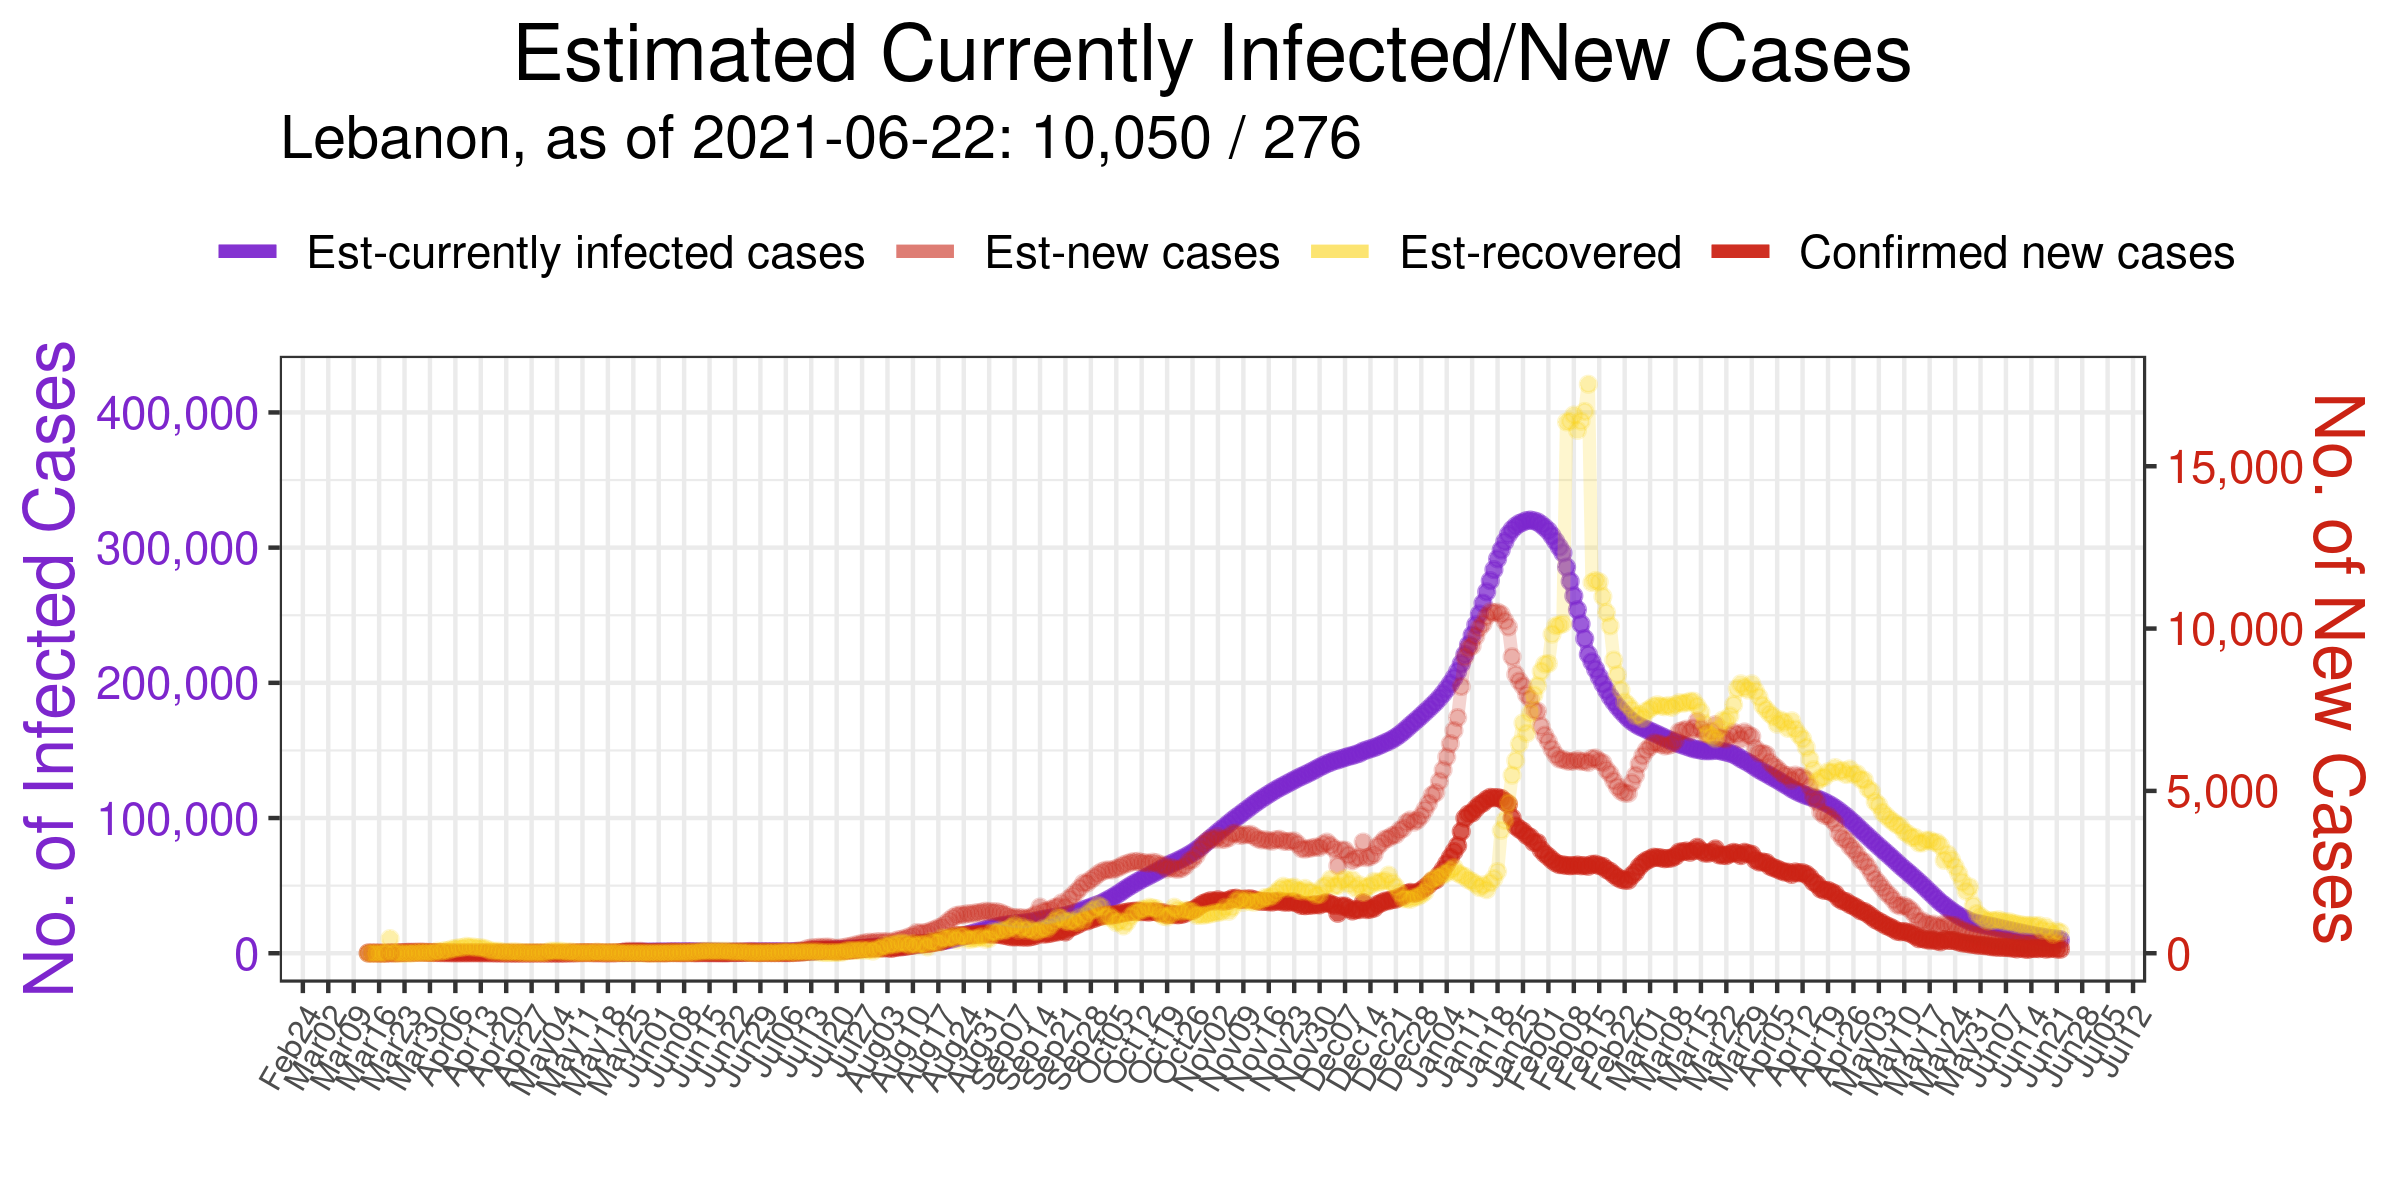 Estimated Currently Infected/New Cases
Lebanon, as of 2021-06-22: 10,050 / 276
Est-currently infected cases Est-new cases Est-recovered Confirmed new cases
No. of Infected Cases
400,000
300,000
200,000
100,000
0
15,000
10,000
5,000
0
No. of New Cases
Feb24 Mar02 Mar09 Mar16 Mar23 Mar30 Apr06 Apr13 Apr20 Apr27 May04 May11 May18 May25 Jun01 Jun08 Jun15 Jun22 Jun29 Jul06 Jul13 Jul20 Jul27 Aug03 Aug10 Aug17 Aug24 Aug31 Sep07 Sep14 Sep21 Sep28 Oct05 Oct12 Oct19 Oct26 Nov02 Nov09 Nov16 Nov23 Nov30 Dec07 Dec14 Dec21 Dec28 Jan04 Jan11 Jan18 Jan25 Feb01 Feb08 Feb15 Feb22 Mar01 Mar08 Mar15 Mar22 Mar29 Apr05 Apr12 Apr19 Apr26 May03 May10 May17 May24 May31 Jun07 Jun14 Jun21 Jun28 Jul05 Jul12